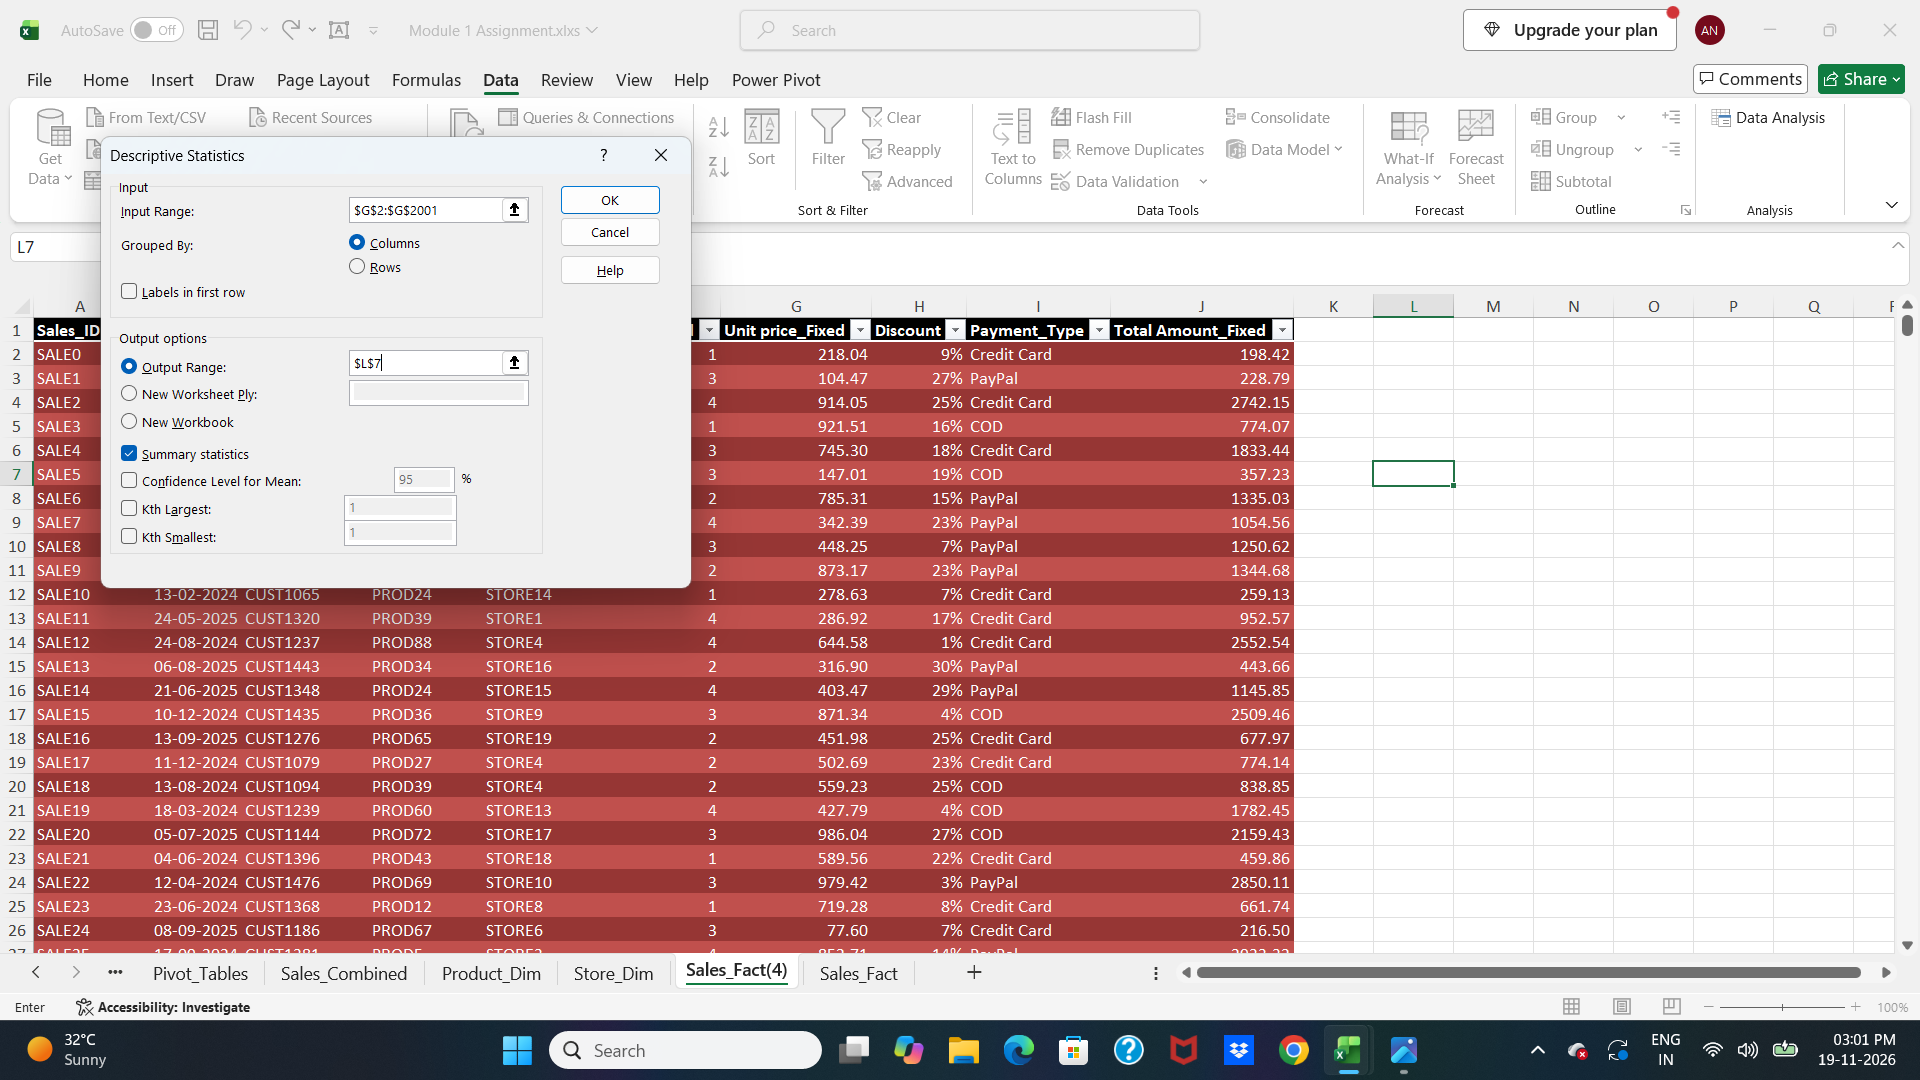 AutoSave Off Module 1 Assignment.xlxs Search Upgrade your plan AN
File Home Insert Draw Page Layout Formulas Data Review View Help Power Pivot Comments Share
Get Data
From Text/CSV
Recent Sources
Queries & Connections
Sort
Filter
Clear
Reapply
Advanced
Sort & Filter
Text to Columns
Flash Fill
Remove Duplicates
Data Validation
Consolidate
Data Model
Data Tools
What-If Analysis
Forecast Sheet
Forecast
Group
Ungroup
Subtotal
Outline
Data Analysis
Analysis
L7
Descriptive Statistics ?
Input
Input Range: $G$2:$G$2001
Grouped By: Columns
Rows
Labels in first row
OK
Cancel
Help
Output options
Output Range: $L$7
New Worksheet Ply:
New Workbook
Summary statistics
Confidence Level for Mean: 95 %
Kth Largest: 1
Kth Smallest: 1
A G H I J K L M N O P Q
1 Sales_ID Unit price_Fixed Discount Payment_Type Total Amount_Fixed
2 SALE0 1 218.04 9% Credit Card 198.42
3 SALE1 3 104.47 27% PayPal 228.79
4 SALE2 4 914.05 25% Credit Card 2742.15
5 SALE3 1 921.51 16% COD 774.07
6 SALE4 3 745.30 18% Credit Card 1833.44
7 SALE5 3 147.01 19% COD 357.23
8 SALE6 2 785.31 15% PayPal 1335.03
9 SALE7 4 342.39 23% PayPal 1054.56
10 SALE8 3 448.25 7% PayPal 1250.62
11 SALE9 2 873.17 23% PayPal 1344.68
12 SALE10 13-02-2024 CUST1065 PROD24 STORE14 1 278.63 7% Credit Card 259.13
13 SALE11 24-05-2025 CUST1320 PROD39 STORE1 4 286.92 17% Credit Card 952.57
14 SALE12 24-08-2024 CUST1237 PROD88 STORE4 4 644.58 1% Credit Card 2552.54
15 SALE13 06-08-2025 CUST1443 PROD34 STORE16 2 316.90 30% PayPal 443.66
16 SALE14 21-06-2025 CUST1348 PROD24 STORE15 4 403.47 29% PayPal 1145.85
17 SALE15 10-12-2024 CUST1435 PROD36 STORE9 3 871.34 4% COD 2509.46
18 SALE16 13-09-2025 CUST1276 PROD65 STORE19 2 451.98 25% Credit Card 677.97
19 SALE17 11-12-2024 CUST1079 PROD27 STORE4 2 502.69 23% Credit Card 774.14
20 SALE18 13-08-2024 CUST1094 PROD39 STORE4 2 559.23 25% COD 838.85
21 SALE19 18-03-2024 CUST1239 PROD60 STORE13 4 427.79 4% COD 1782.45
22 SALE20 05-07-2025 CUST1144 PROD72 STORE17 3 986.04 27% COD 2159.43
23 SALE21 04-06-2024 CUST1396 PROD43 STORE18 1 589.56 22% Credit Card 459.86
24 SALE22 12-04-2024 CUST1476 PROD69 STORE10 3 979.42 3% PayPal 2850.11
25 SALE23 23-06-2024 CUST1368 PROD12 STORE8 1 719.28 8% Credit Card 661.74
26 SALE24 08-09-2025 CUST1186 PROD67 STORE6 3 77.60 7% Credit Card 216.50
Pivot_Tables Sales_Combined Product_Dim Store_Dim Sales_Fact(4) Sales_Fact
Enter Accessibility: Investigate 100%
32°C
Sunny
Search
ENG
IN
03:01 PM
19-11-2026